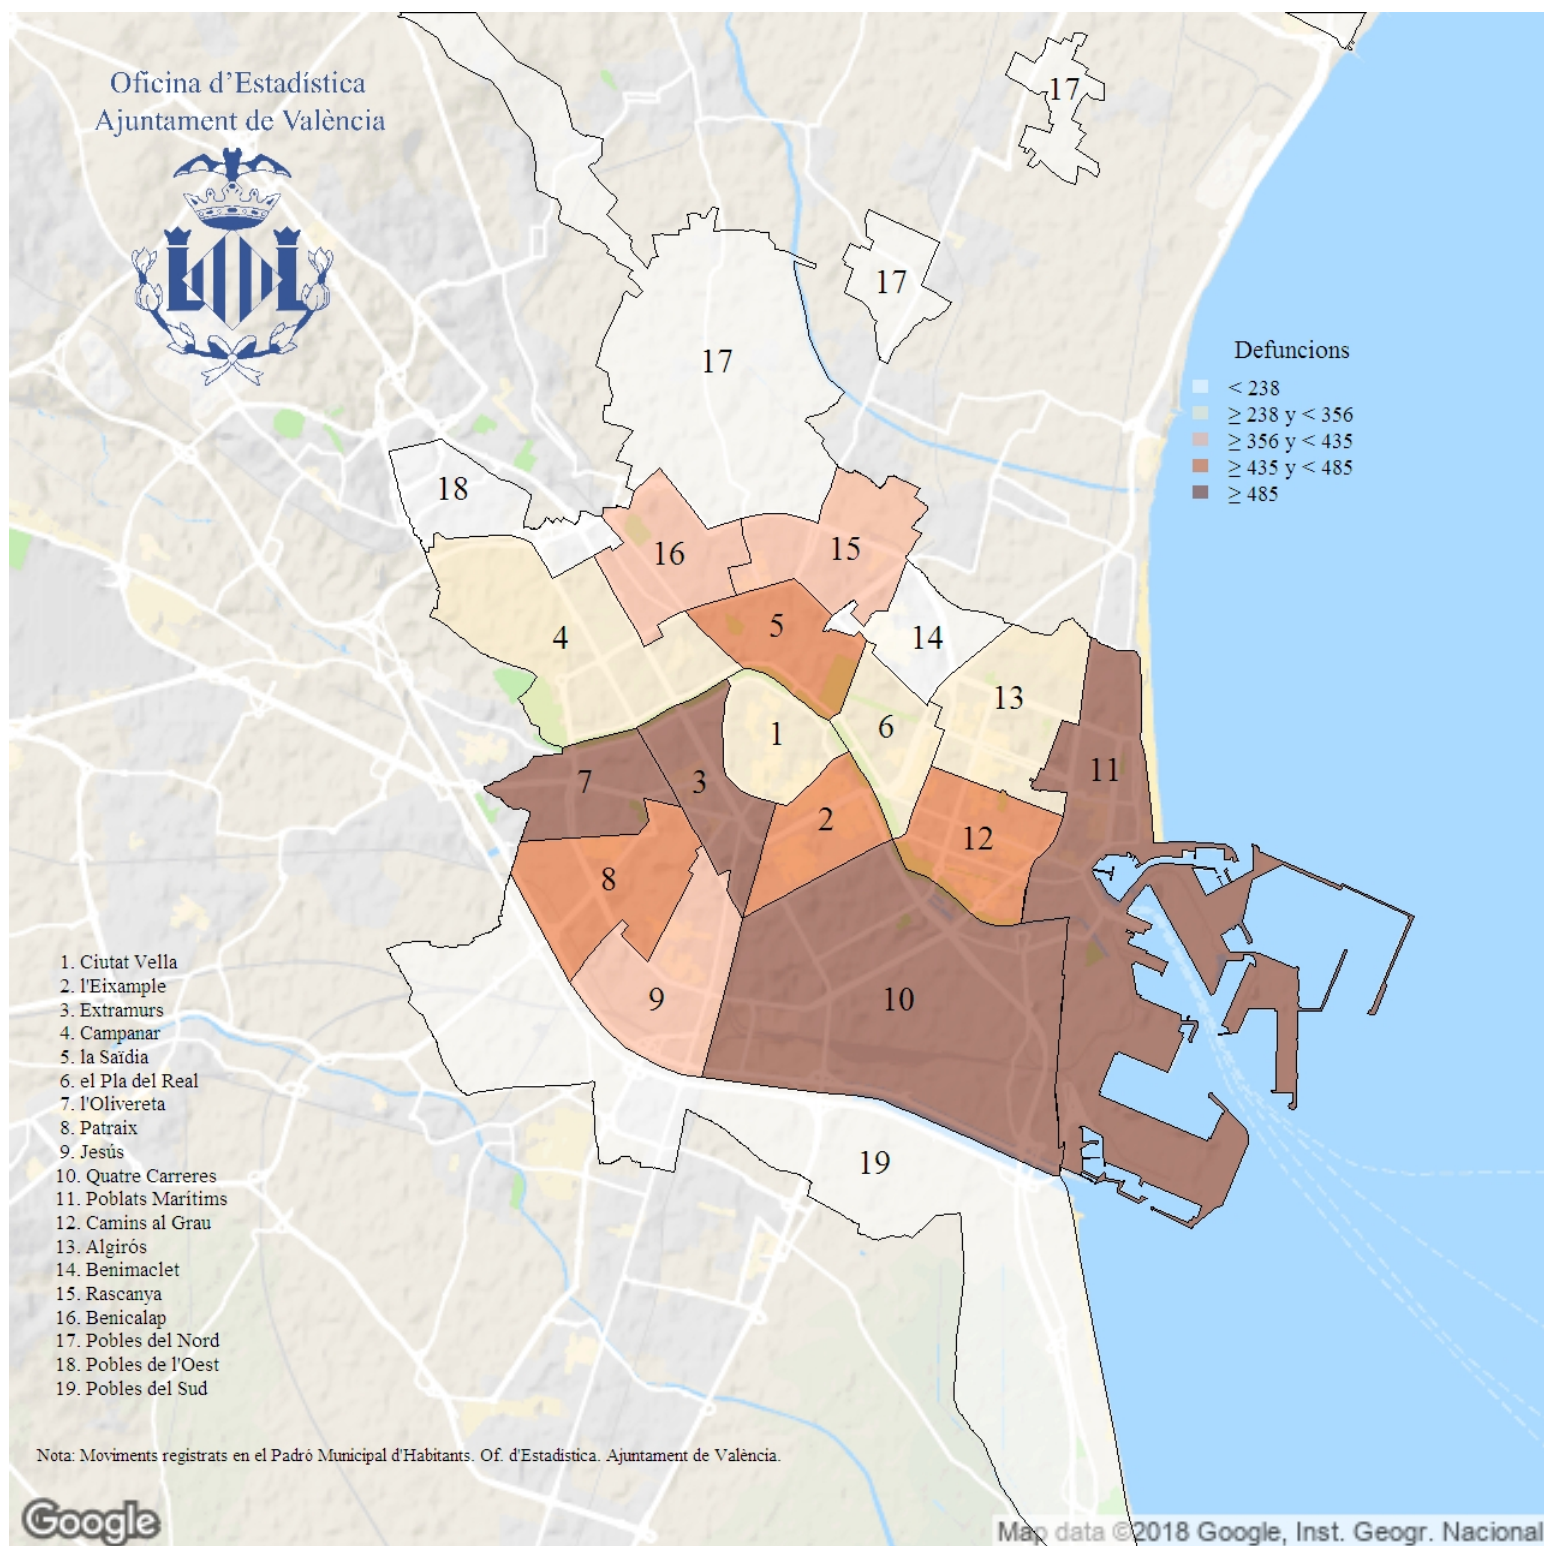 Oficina d'Estadística
Ajuntament de València
17
17
17
Defuncions
< 238
≥ 238 y < 356
≥ 356 y < 435
≥ 435 y < 485
≥ 485
18
16
15
5
4
14
13
6
1
11
7
3
2
12
8
9
10
19
1. Ciutat Vella
2. l'Eixample
3. Extramurs
4. Campanar
5. la Saïdia
6. el Pla del Real
7. l'Olivereta
8. Patraix
9. Jesús
10. Quatre Carreres
11. Poblats Marítims
12. Camins al Grau
13. Algirós
14. Benimaclet
15. Rascanya
16. Benicalap
17. Pobles del Nord
18. Pobles de l'Oest
19. Pobles del Sud
Nota: Moviments registrats en el Padró Municipal d'Habitants. Of. d'Estadística. Ajuntament de València.
Google
Map data ©2018 Google, Inst. Geogr. Nacional